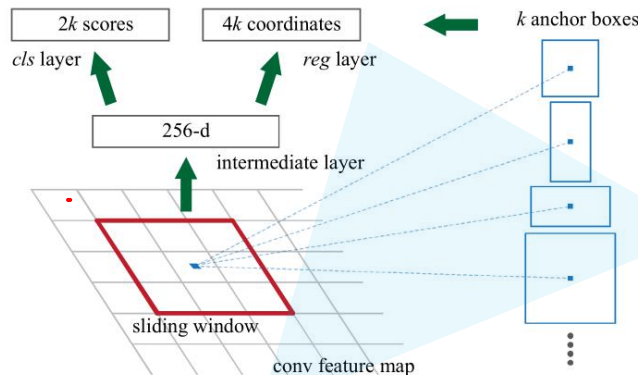 2k scores
4k coordinates
k anchor boxes
cls layer
reg layer
256-d
intermediate layer
sliding window
conv feature map